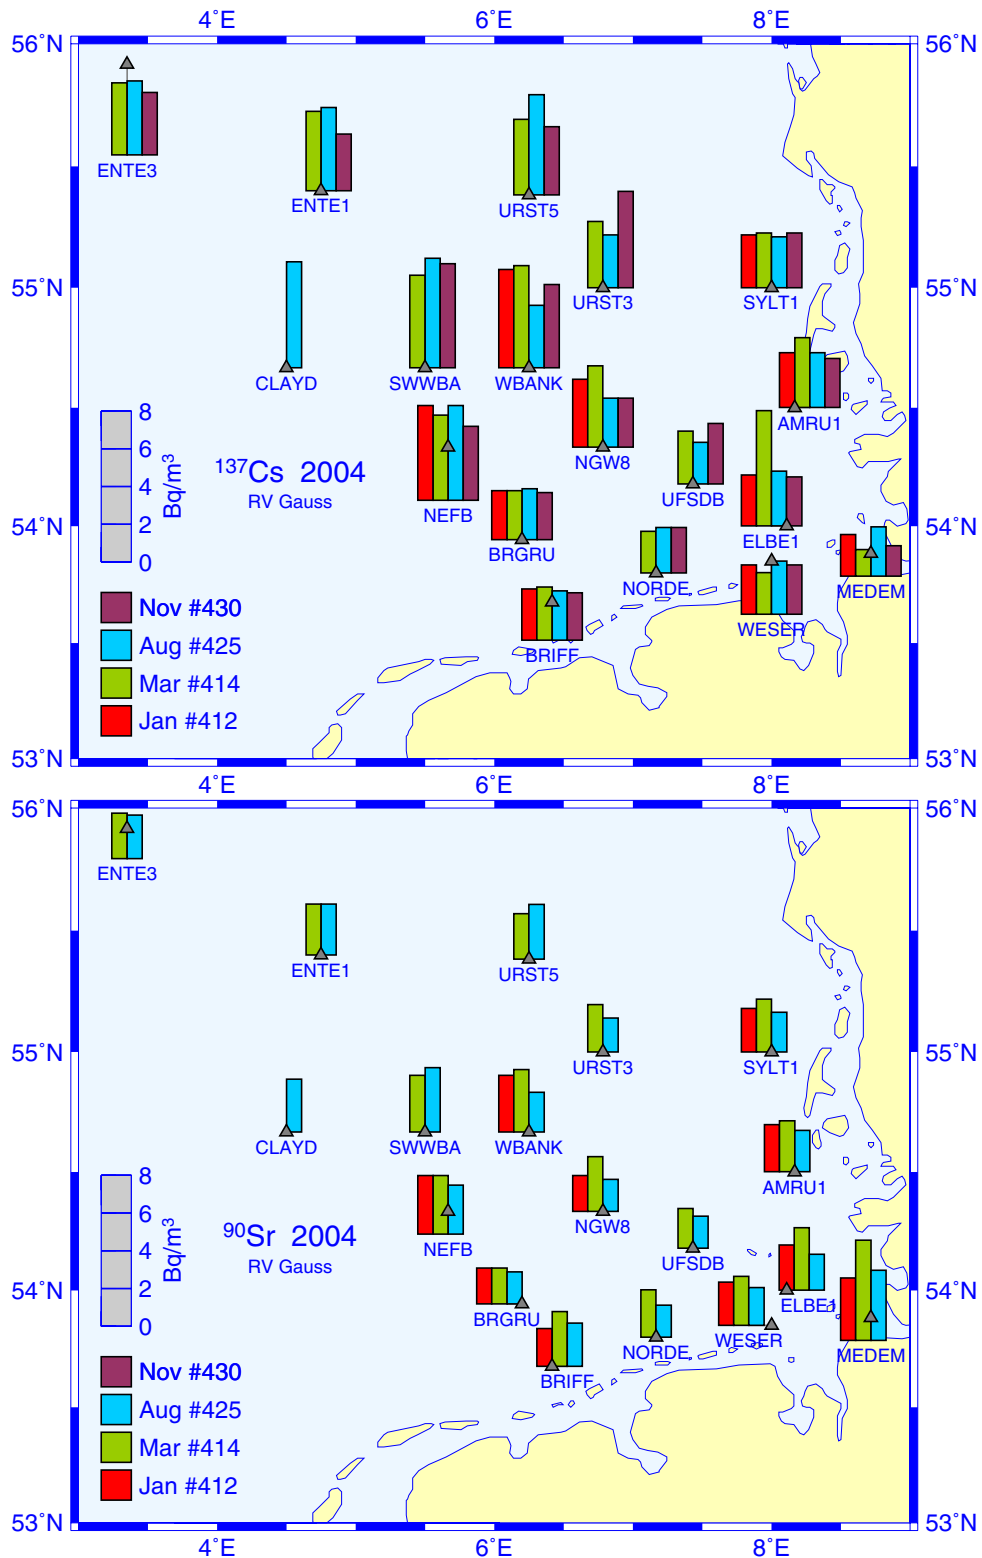 4˚E 6˚E 8˚E
56˚N 56˚N
ENTE3
ENTE1 URST5
55˚N URST3 SYLT1 55˚N
CLAYD SWWBA WBANK
AMRU1
8
6
4
2
0
Bq/m³
¹³⁷Cs 2004
RV Gauss
NGW8
UFSDB
NEFB
54˚N 54˚N
BRGRU ELBE1
NORDE MEDEM
WESER
BRIFF
Nov #430
Aug #425
Mar #414
Jan #412
53˚N 53˚N
4˚E 6˚E 8˚E
56˚N 56˚N
ENTE3
ENTE1 URST5
55˚N 55˚N
URST3 SYLT1
CLAYD SWWBA WBANK
AMRU1
8
6
4
2
0
Bq/m³
⁹⁰Sr 2004
RV Gauss
NGW8
NEFB
UFSDB
54˚N 54˚N
BRGRU ELBE1
WESER
NORDE MEDEM
BRIFF
Nov #430
Aug #425
Mar #414
Jan #412
53˚N 53˚N
4˚E 6˚E 8˚E